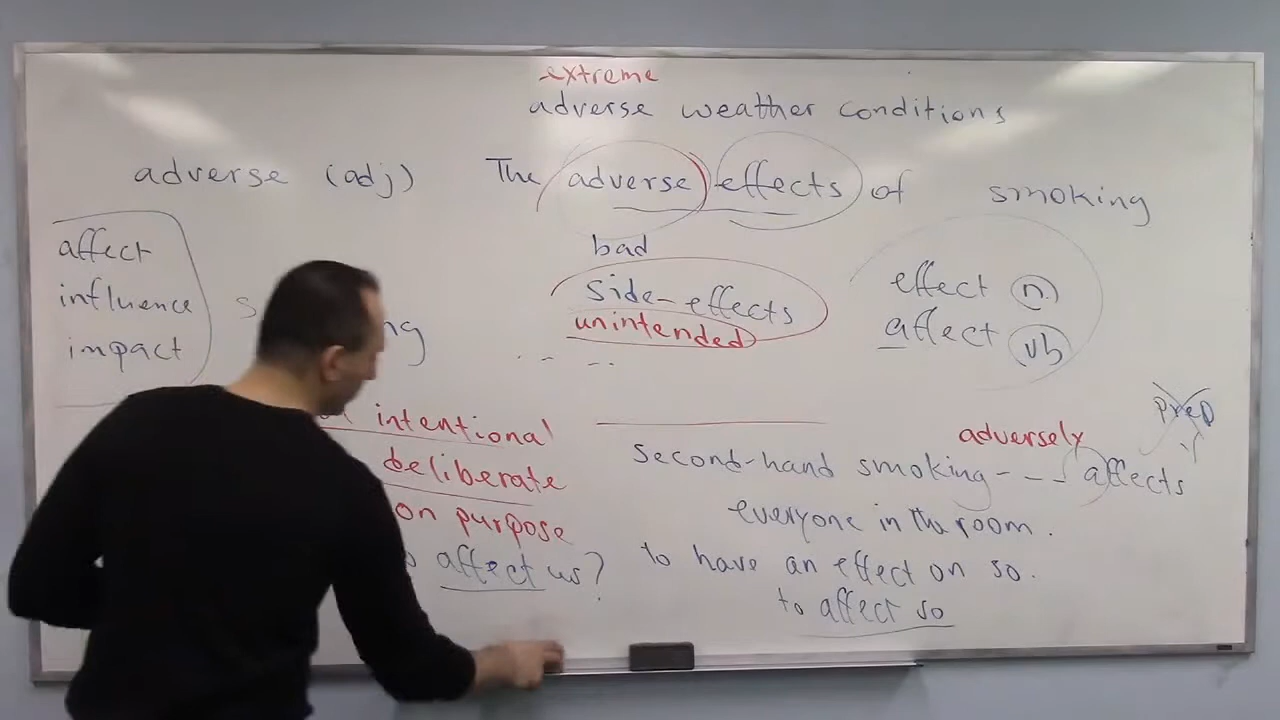 extreme
adverse weather conditions
adverse (adj) The adverse effects of smoking
affect
influence
impact
bad
side-effects
unintended
effect n.
affect vb
intentional
deliberate
on purpose
affect us?
prep
adversely
second-hand smoking---- affects
everyone in the room.
to have an effect on so.
to affect so